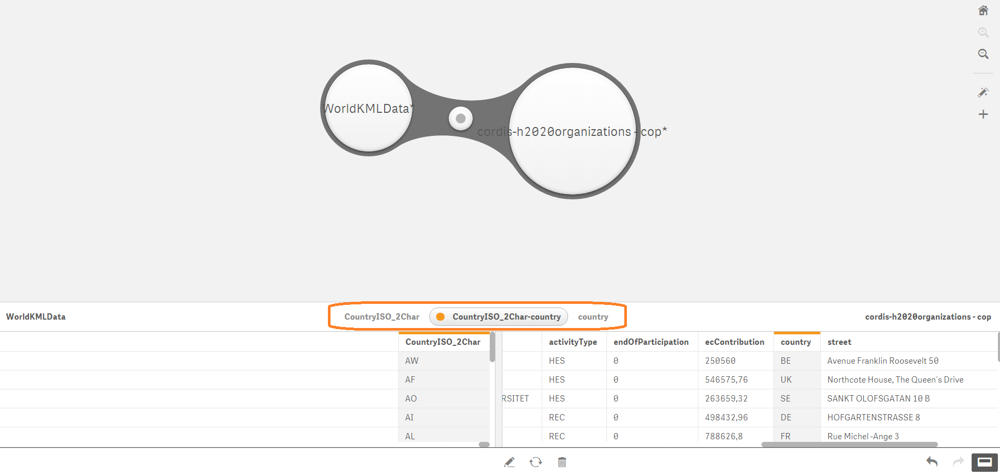 WorldKMLData*
cordis-h2020organizations - cop*
WorldKMLData CountryISO_2Char CountryISO_2Char-country country cordis-h2020organizations - cop
CountryISO_2Char activityType endOfParticipation ecContribution country street
AW HES 0 250560 BE Avenue Franklin Roosevelt 50
AF HES 0 546575,76 UK Northcote House, The Queen's Drive
AO RSITET HES 0 263659,32 SE SANKT OLOFSGATAN 10 B
AI REC 0 498432,96 DE HOFGARTENSTRASSE 8
AL REC 0 788626,8 FR Rue Michel -Ange 3